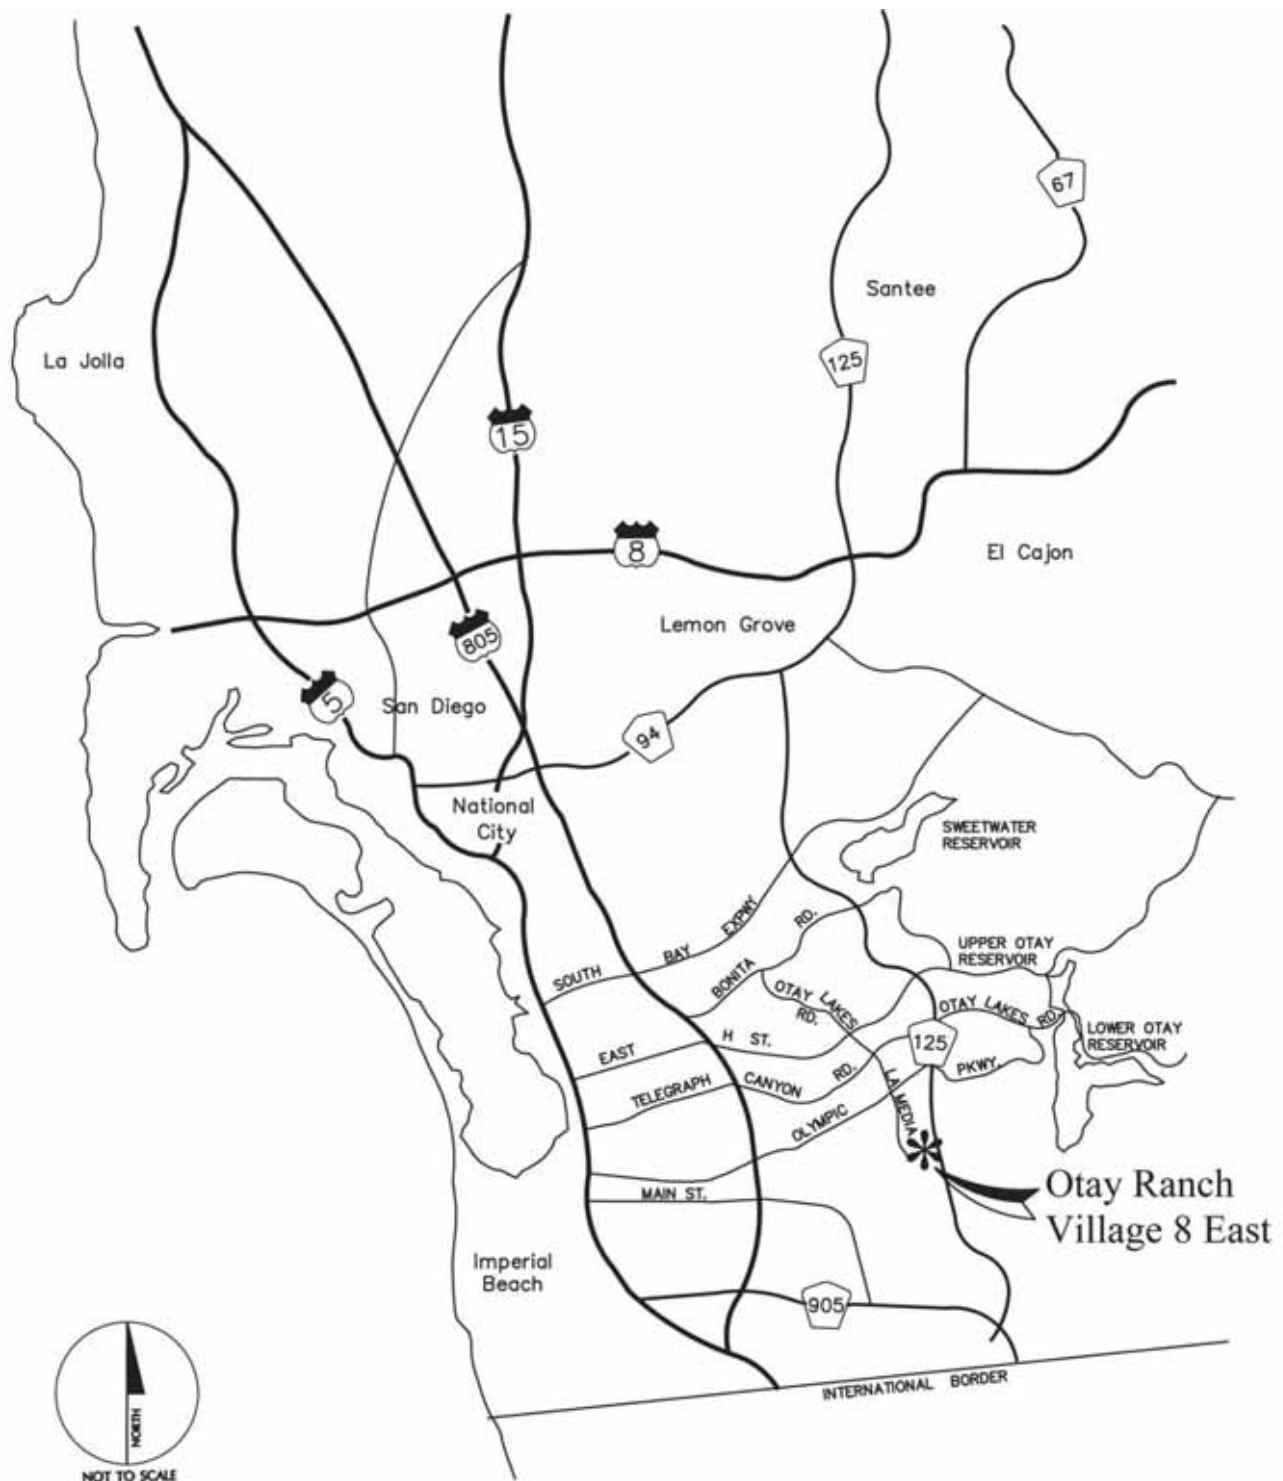 67
Santee
La Jolla
125
15
8
El Cajon
805
Lemon Grove
5
San Diego
94
National
City
SWEETWATER
RESERVOIR
SOUTH BAY EXPWY
BONITA RD.
UPPER OTAY
RESERVOIR
OTAY LAKES
RD.
OTAY LAKES RD.
LOWER OTAY
RESERVOIR
EAST H ST.
125
TELEGRAPH CANYON RD.
OLYMPIC PKWY.
LA MEDIA
MAIN ST.
Otay Ranch
Village 8 East
Imperial
Beach
905
INTERNATIONAL BORDER
NORTH
NOT TO SCALE